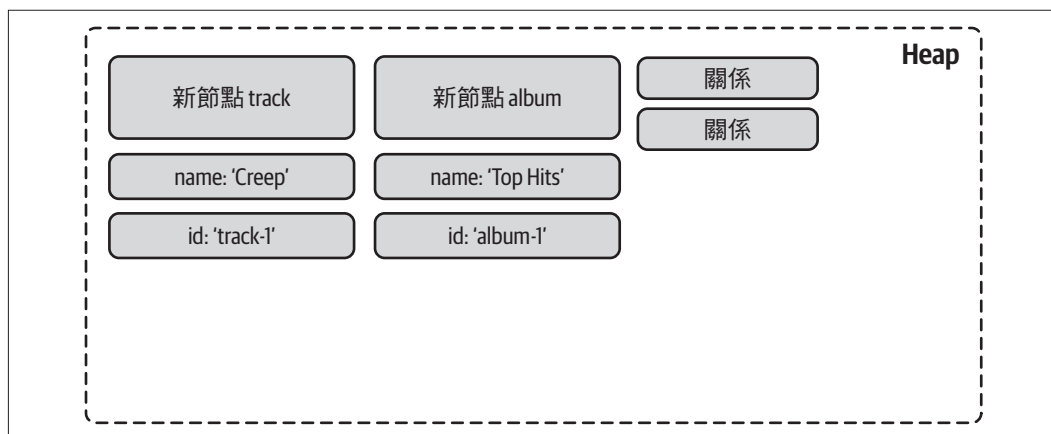 Heap
新節點 track
新節點 album
關係
關係
name: ‘Creep’
name: ‘Top Hits’
id: ‘track-1’
id: ‘album-1’